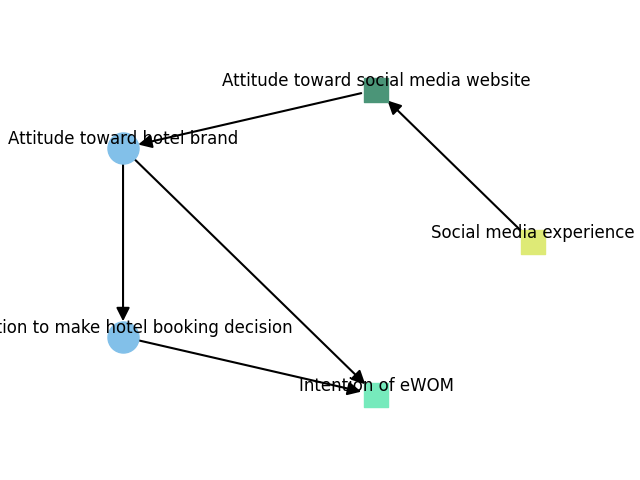 Attitude toward social media website
Attitude toward hotel brand
Social media experience
to make hotel booking decision
Intention of eWOM